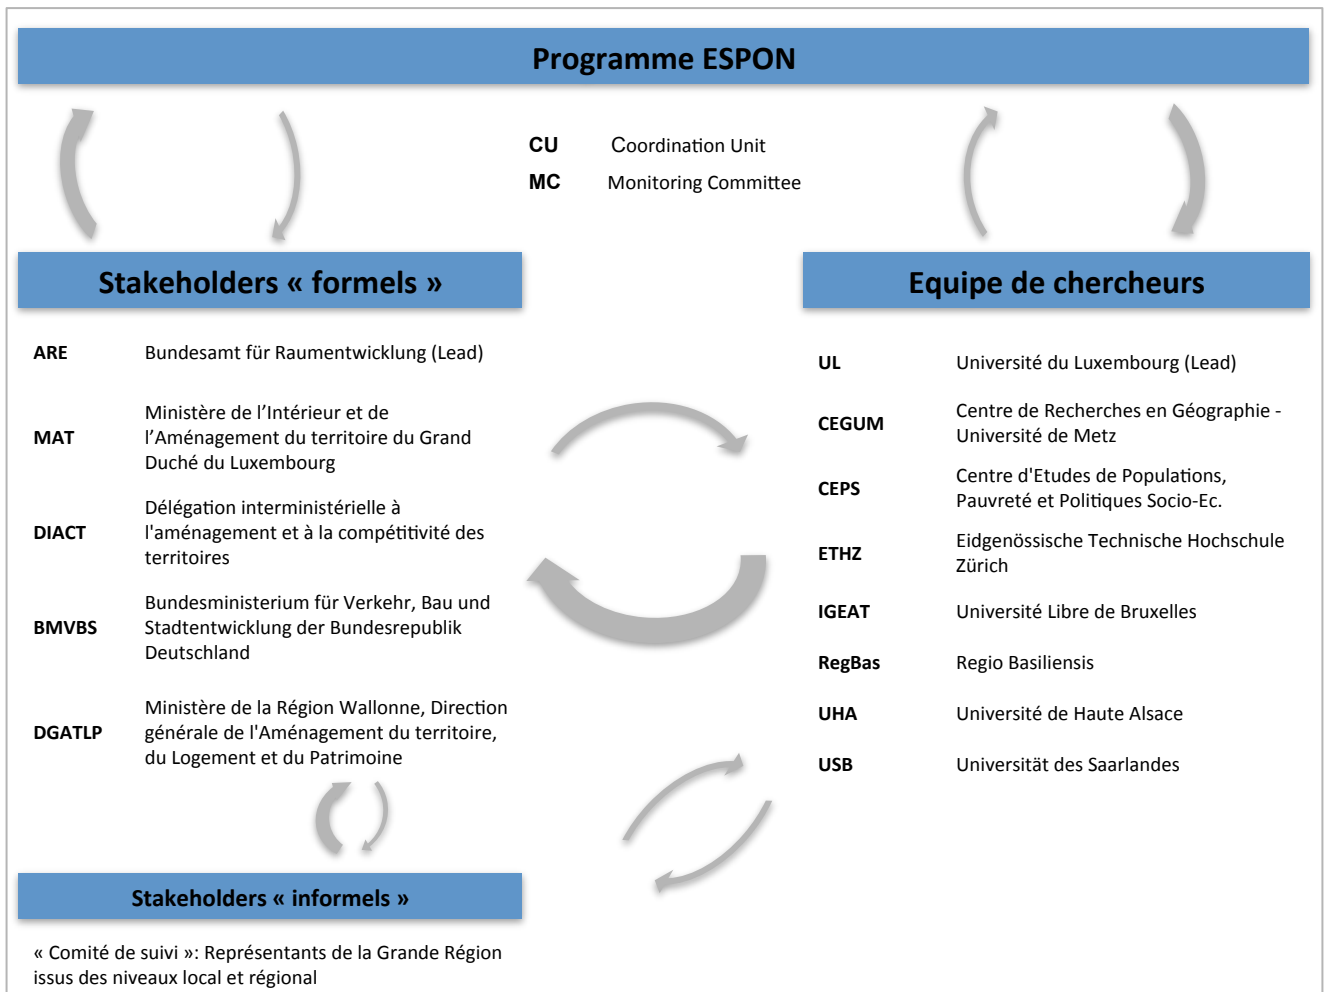 Programme ESPON
CU Coordination Unit
MC Monitoring Committee
Stakeholders « formels »
ARE Bundesamt für Raumentwicklung (Lead)
MAT Ministère de l’Intérieur et de
l’Aménagement du territoire du Grand
Duché du Luxembourg
DIACT Délégation interministérielle à
l'aménagement et à la compétitivité des
territoires
BMVBS Bundesministerium für Verkehr, Bau und
Stadtentwicklung der Bundesrepublik
Deutschland
DGATLP Ministère de la Région Wallonne, Direction
générale de l'Aménagement du territoire,
du Logement et du Patrimoine
Equipe de chercheurs
UL Université du Luxembourg (Lead)
CEGUM Centre de Recherches en Géographie -
Université de Metz
CEPS Centre d'Etudes de Populations,
Pauvreté et Politiques Socio-Ec.
ETHZ Eidgenössische Technische Hochschule
Zürich
IGEAT Université Libre de Bruxelles
RegBas Regio Basiliensis
UHA Université de Haute Alsace
USB Universität des Saarlandes
Stakeholders « informels »
« Comité de suivi »: Représentants de la Grande Région
issus des niveaux local et régional